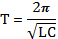 T = 2π / √LC